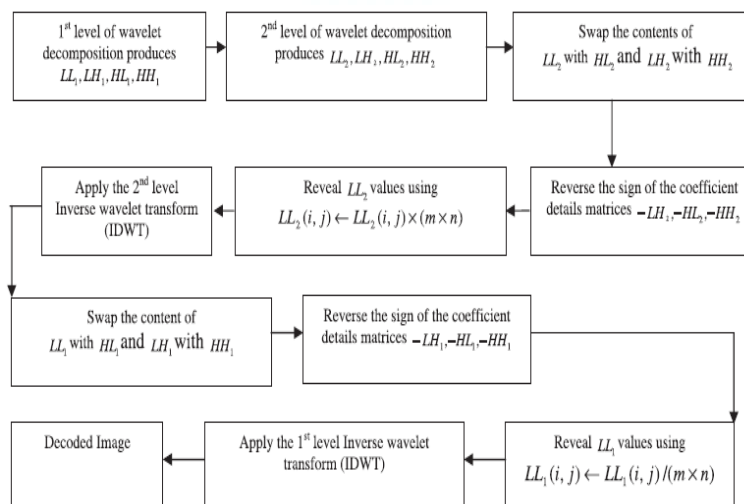 1st level of wavelet
decomposition produces
LL₁, LH₁, HL₁, HH₁
2nd level of wavelet decomposition
produces LL₂, LH₂, HL₂, HH₂
Swap the contents of
LL₂ with HL₂ and LH₂ with HH₂
Reverse the sign of the coefficient
details matrices −LH₂,−HL₂,−HH₂
Reveal LL₂ values using
LL₂(i, j) ← LL₂(i, j)×(m × n)
Apply the 2nd level
Inverse wavelet transform
(IDWT)
Swap the content of
LL₁ with HL₁ and LH₁ with HH₁
Reverse the sign of the coefficient
details matrices −LH₁,−HL₁,−HH₁
Reveal LL₁ values using
LL₁(i, j) ← LL₁(i, j)/(m × n)
Apply the 1st level Inverse wavelet
transform (IDWT)
Decoded Image